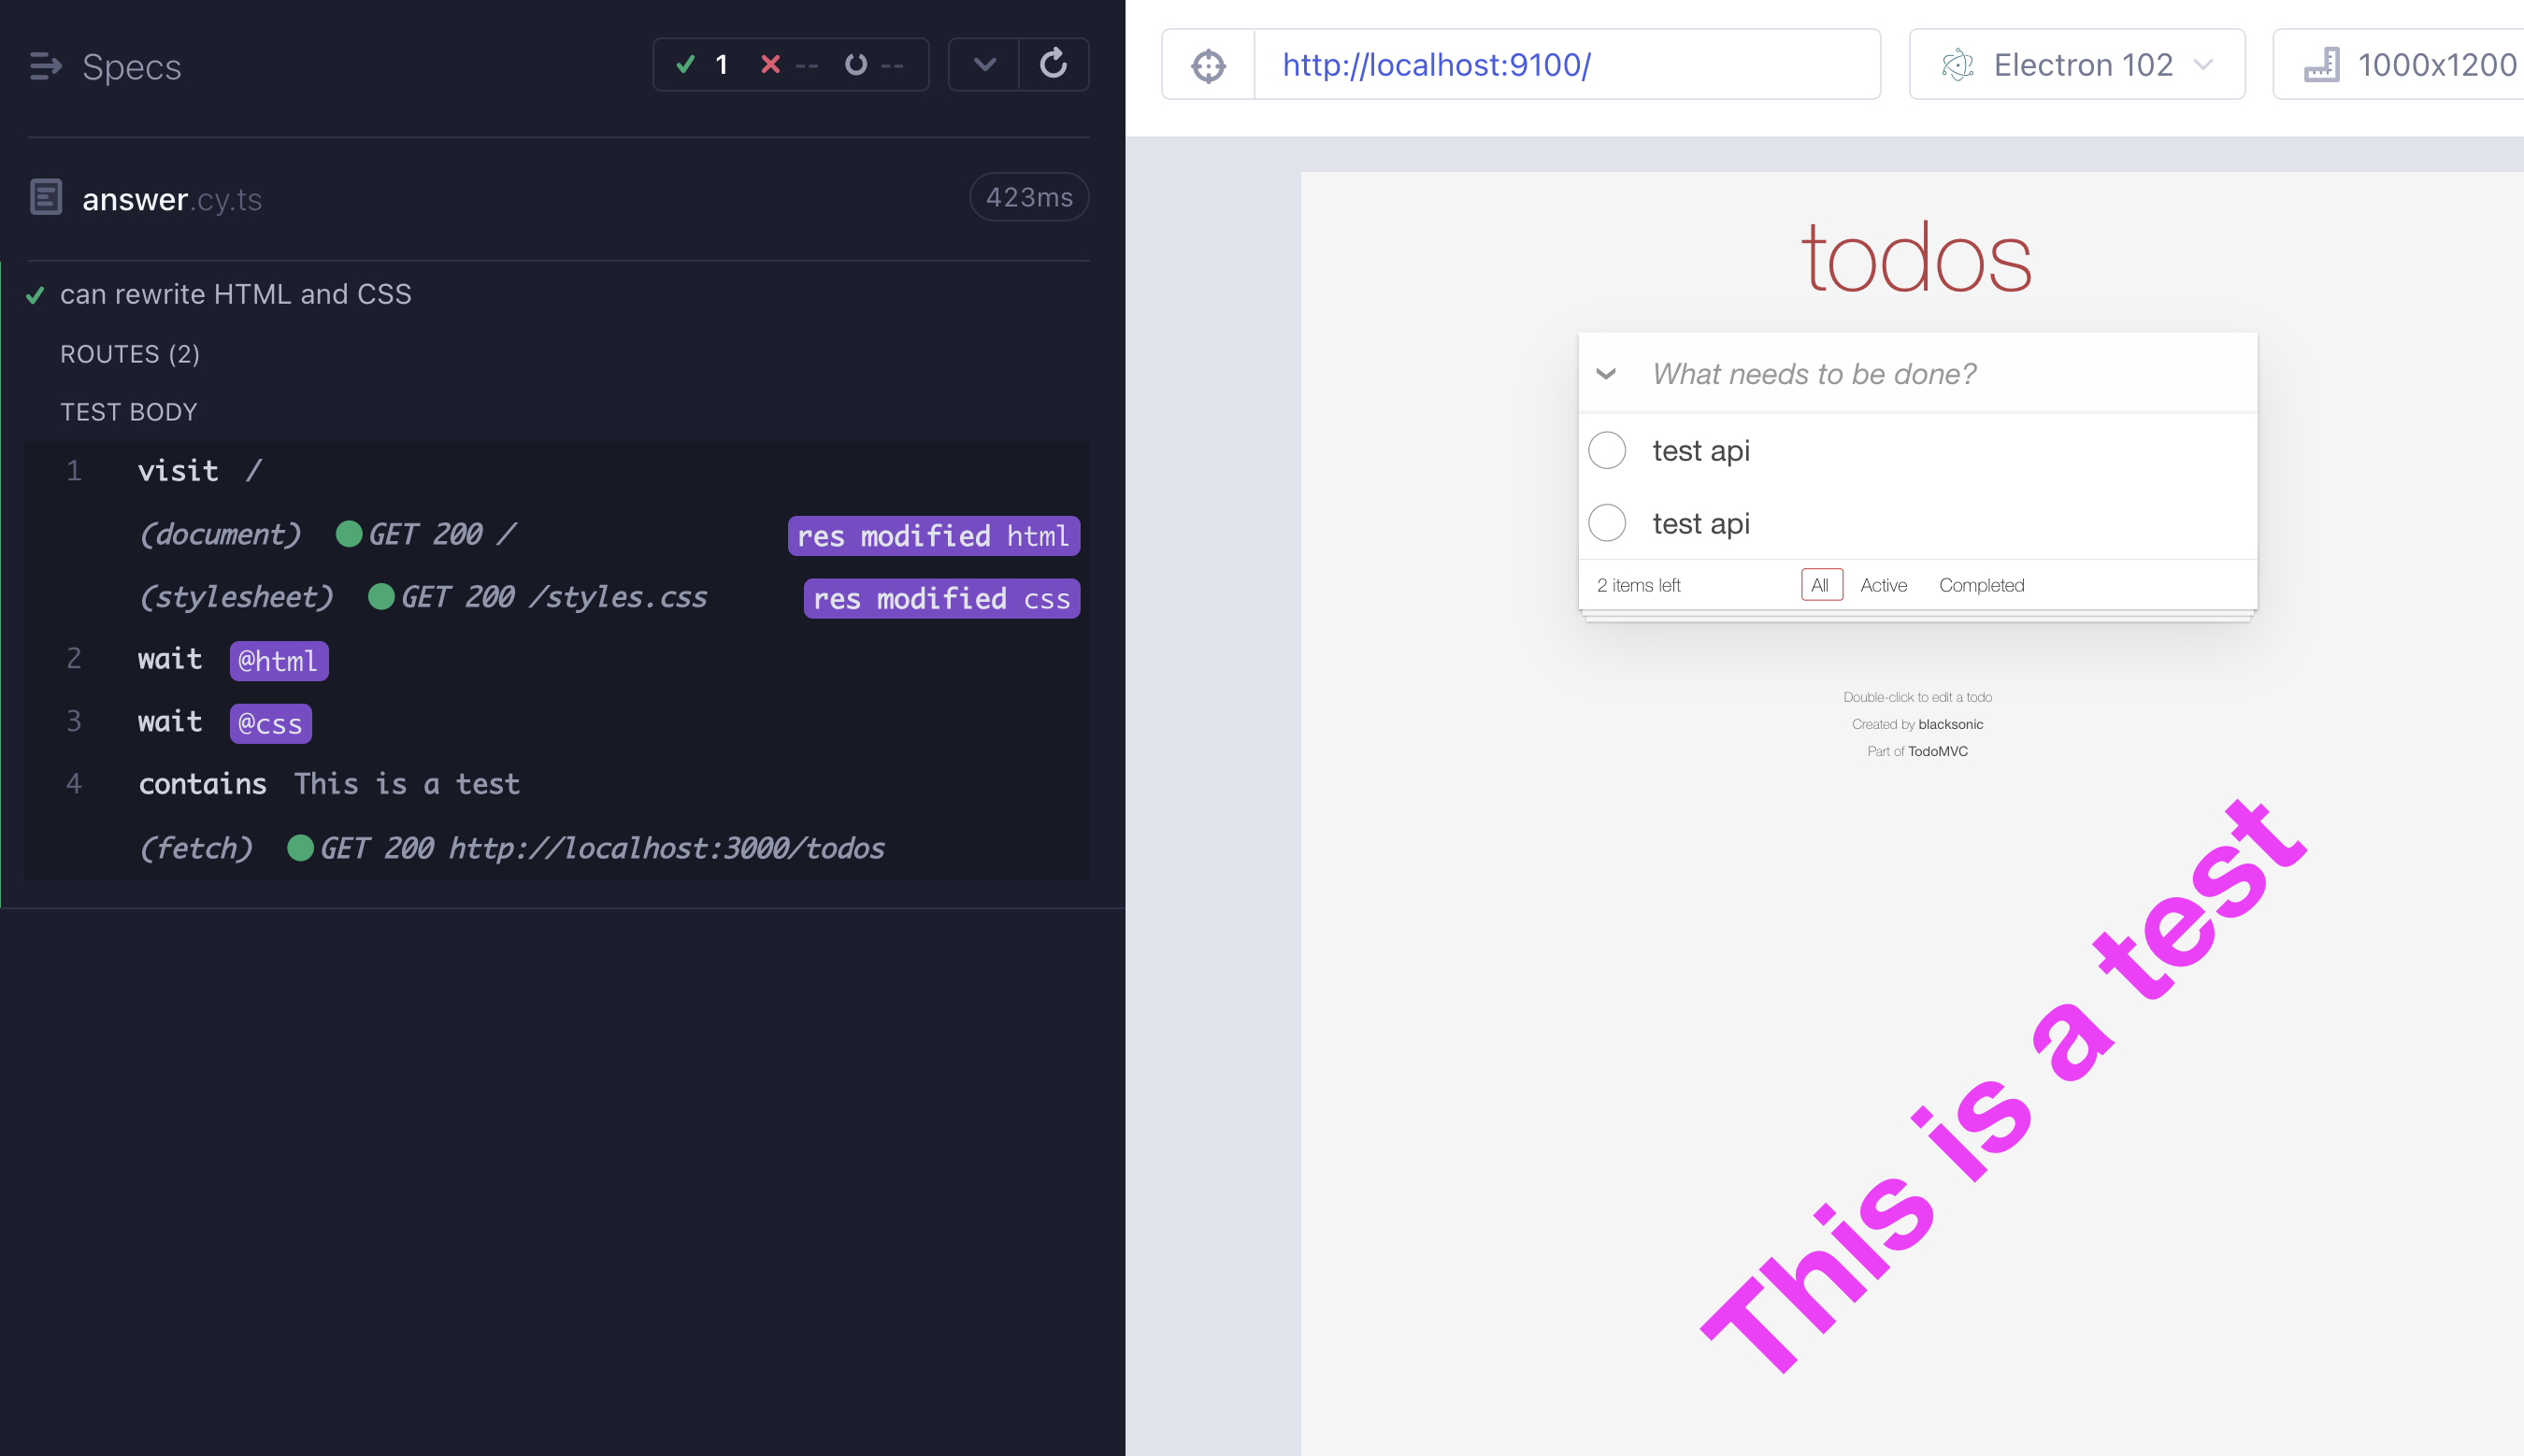 Specs
1 -- --
answer.cy.ts 423ms
can rewrite HTML and CSS
ROUTES (2)
TEST BODY
1 visit /
(document) GET 200 / res modified html
(stylesheet) GET 200 /styles.css res modified css
2 wait @html
3 wait @css
4 contains This is a test
(fetch) GET 200 http://localhost:3000/todos
http://localhost:9100/ Electron 102 1000x1200
todos
What needs to be done?
test api
test api
2 items left All Active Completed
Double-click to edit a todo
Created by blacksonic
Part of TodoMVC
This is a test